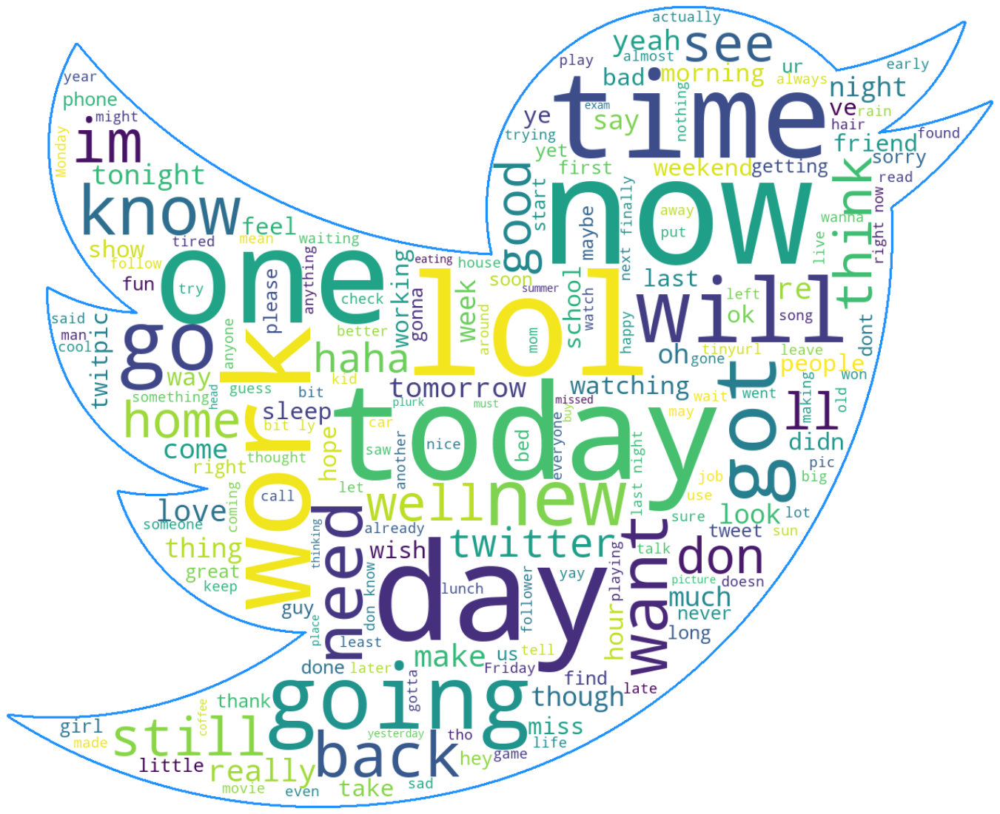 actually
yeah
see
almost
play
bad
morning
ur
always
early
year
phone
might
im
Monday
tonight
know
time
exam
nothing
night
ye
say
ve
rain
hair
found
trying
yet
friend
sorry
first
weekend
getting
read
good
start
now
away
put
finally
next
maybe
think
wanna
live
right now
show
follow
tired
feel
mean
waiting
fun
one
try
please
anything
check
working
eating
gonna
house
soon
week
around
lol
summer
mom
school
watch
happy
last
will
left
re
ok
song
said
man
cool
twitpic
go
anyone
work
better
haha
kid
oh
gone
tinyurl
leave
people
dont
won
way
something
head
guess
bit
tomorrow
watching
plurk
must
missed
wait
went
got
making
old
may
home
sleep
bit ly
car
today
nice
saw
bed
buy
everyone
another
ll
didn
come
right
thought
hope
let
pic
big
job
use
last night
coming
call
love
someone
well
new
look
lot
sure
sun
already
thing
need
thinking
wish
twitter
want
talk
tweet
don
great
keep
day
lunch
yay
playing
follower
picture
doesn
guy
don know
much
never
place
least
hour
long
make
us
tell
done
later
Friday
find
late
gotta
though
going
thank
coffee
girl
made
still
yesterday
tho
miss
life
back
hey
game
little
really
movie
even
take
sad